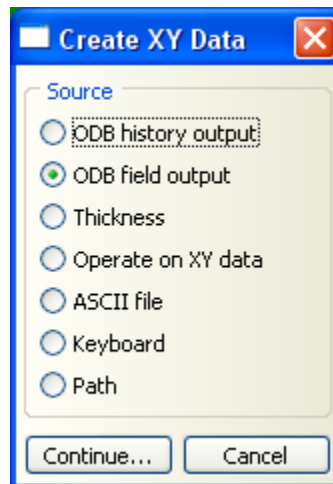 Create XY Data
Source
ODB history output
ODB field output
Thickness
Operate on XY data
ASCII file
Keyboard
Path
Continue... Cancel